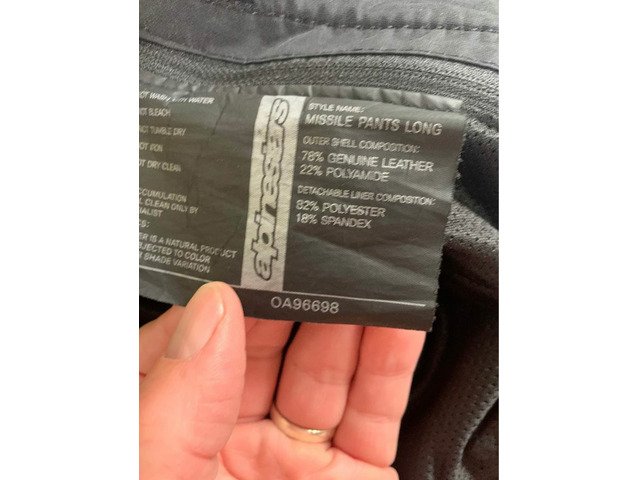 WATER
BLEACH
TUMBLE DRY
IRON
DRY CLEAN
CLEAN ONLY BY
IS A NATURAL PRODUCT
TO COLOR
SHADE VARIATION
alpinestars
STYLE NAME:
MISSILE PANTS LONG
OUTER SHELL COMPOSITION:
78% GENUINE LEATHER
22% POLYAMIDE
DETACHABLE LINER COMPOSITION:
82% POLYESTER
18% SPANDEX
OA96698